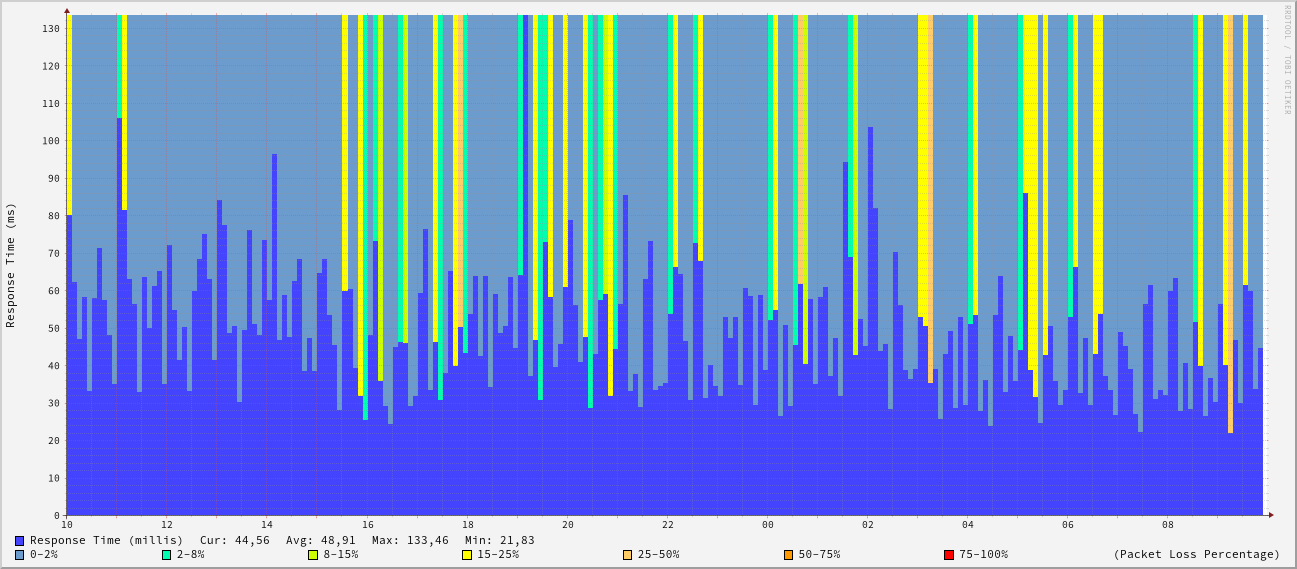 RRDTOOL / TOBI OETIKER
Response Time (ms)
130
120
110
100
90
80
70
60
50
40
30
20
10
0
10 12 14 16 18 20 22 00 02 04 06 08
Response Time (millis) Cur: 44,56 Avg: 48,91 Max: 133,46 Min: 21,83
0-2% 2-8% 8-15% 15-25% 25-50% 50-75% 75-100% (Packet Loss Percentage)